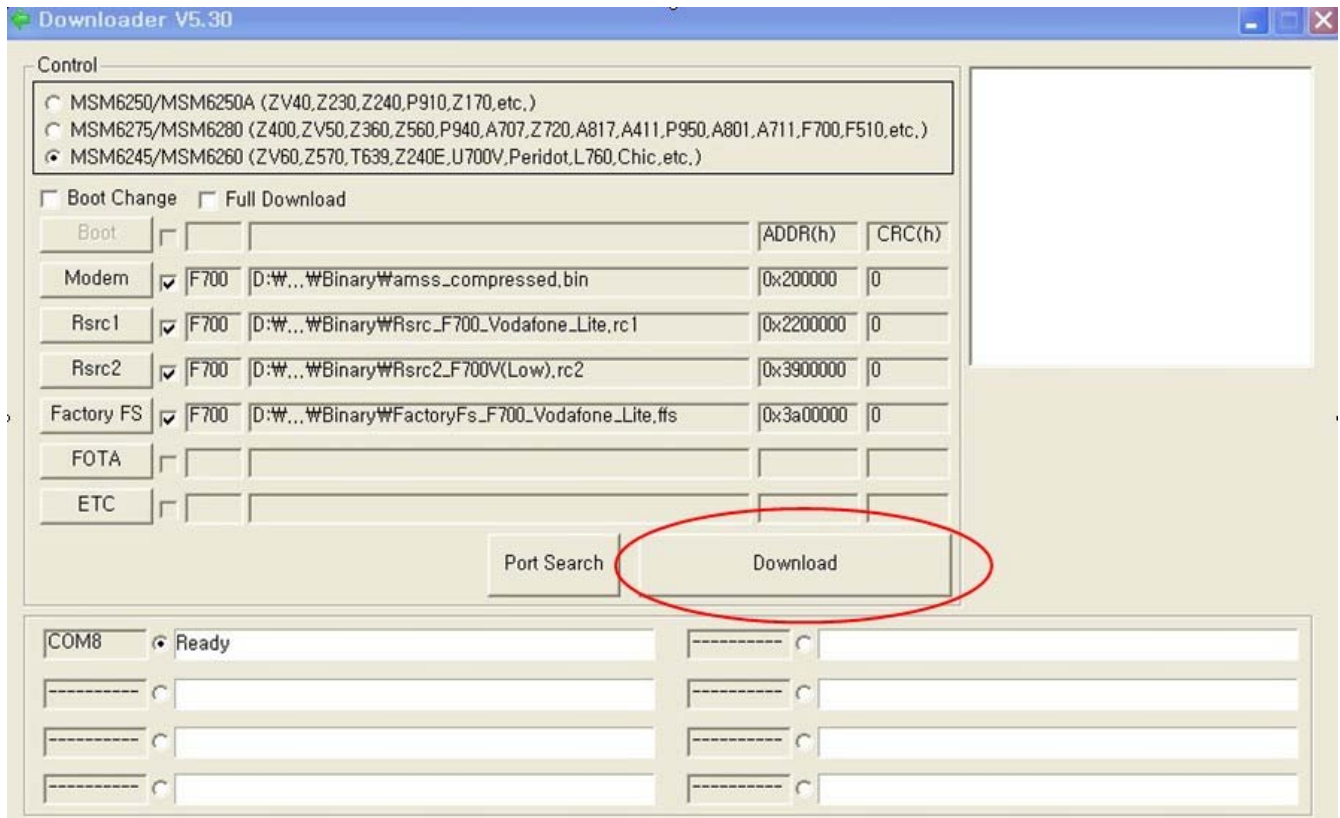 Downloader V5.30
Control
MSM6250/MSM6250A (ZV40,Z230,Z240,P910,Z170,etc,)
MSM6275/MSM6280 (Z400,ZV50,Z360,Z560,P940,A707,Z720,A817,A411,P950,A801,A711,F700,F510,etc,)
MSM6245/MSM6260 (ZV60,Z570,T639,Z240E,U700V,Peridot,L760,Chic,etc,)
Boot Change Full Download
Boot ADDR(h) CRC(h)
Modem F700 D:₩,,,₩Binary₩amss_compressed,bin 0x200000 0
Rsrc1 F700 D:₩,,,₩Binary₩Rsrc_F700_Vodafone_Lite,rc1 0x2200000 0
Rsrc2 F700 D:₩,,,₩Binary₩Rsrc2_F700V(Low),rc2 0x3900000 0
Factory FS F700 D:₩,,,₩Binary₩FactoryFs_F700_Vodafone_Lite,ffs 0x3a00000 0
FOTA
ETC
Port Search Download
COM8 Ready ----------
---------- ----------
---------- ----------
---------- ----------